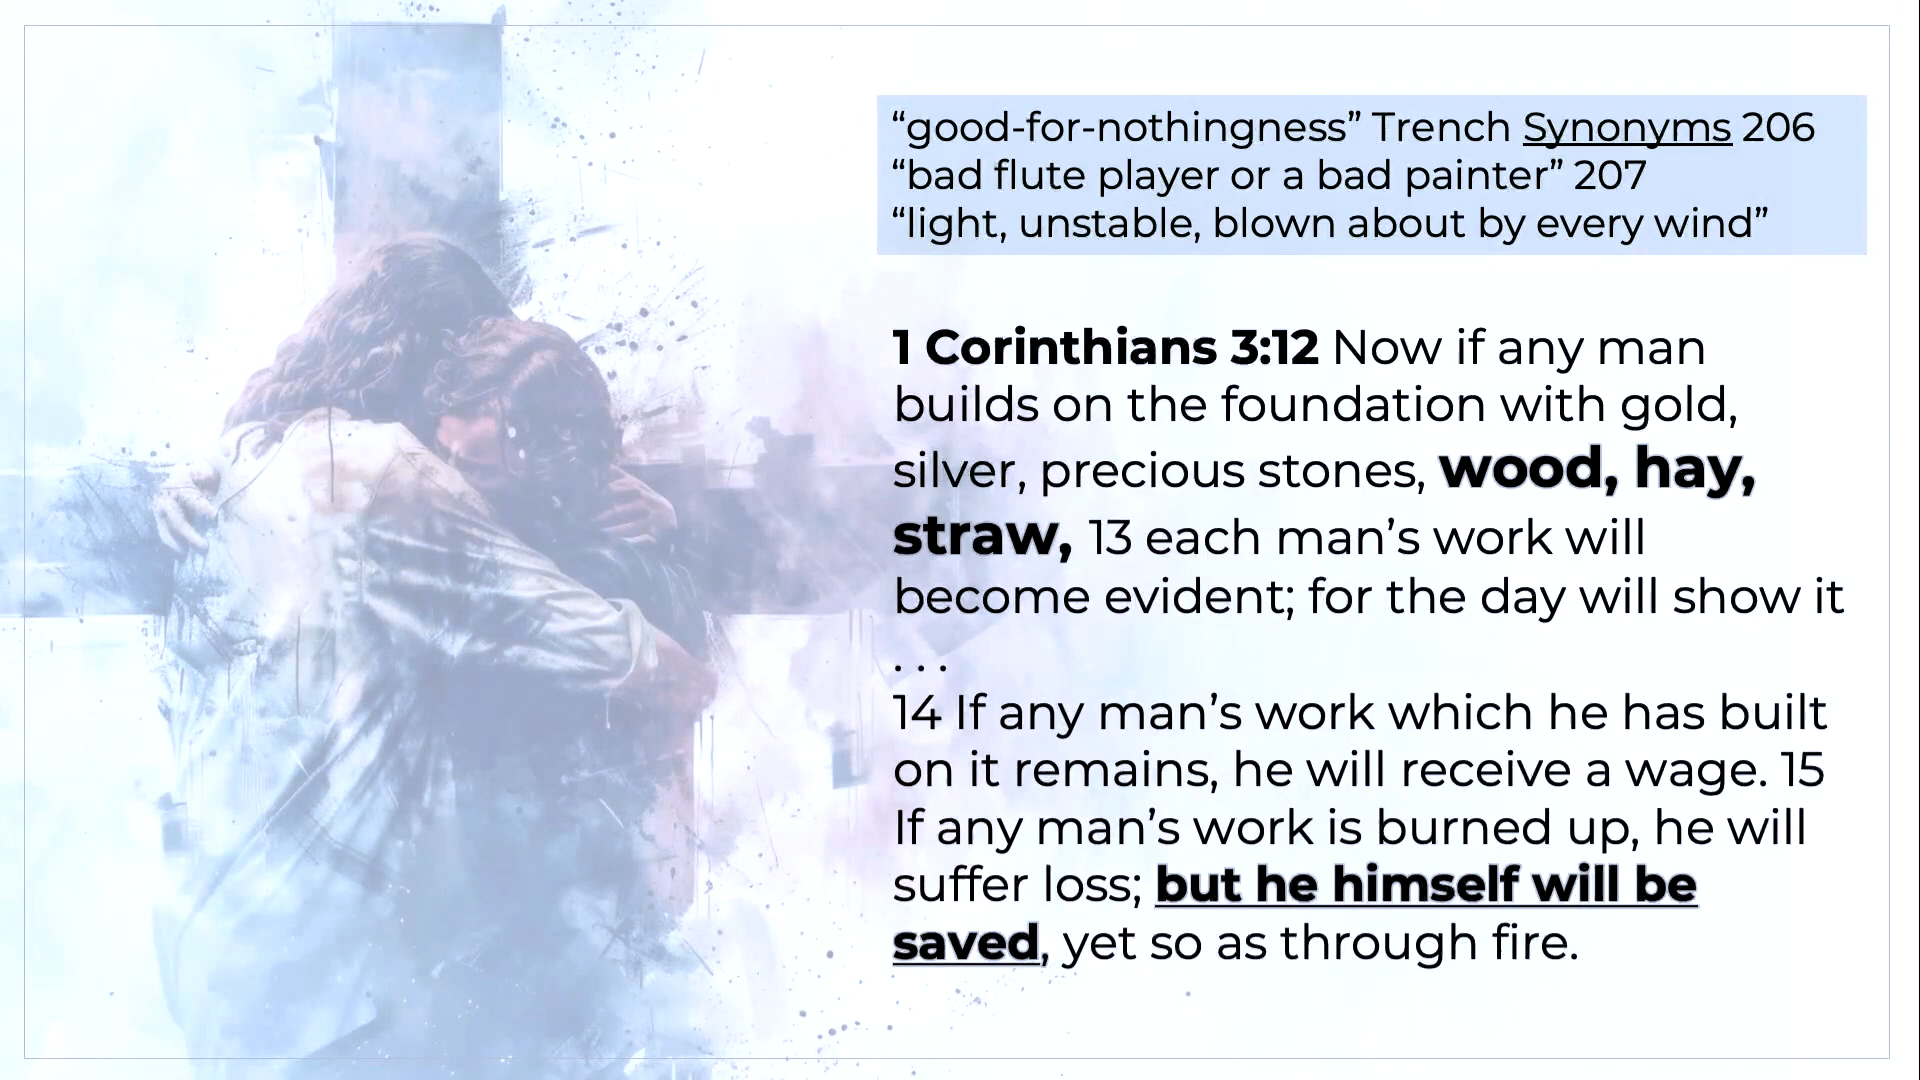 “good-for-nothingness” Trench Synonyms 206
“bad flute player or a bad painter” 207
“light, unstable, blown about by every wind”
1 Corinthians 3:12 Now if any man
builds on the foundation with gold,
silver, precious stones, wood, hay,
straw, 13 each man’s work will
become evident; for the day will show it
. . .
14 If any man’s work which he has built
on it remains, he will receive a wage. 15
If any man’s work is burned up, he will
suffer loss; but he himself will be
saved, yet so as through fire.